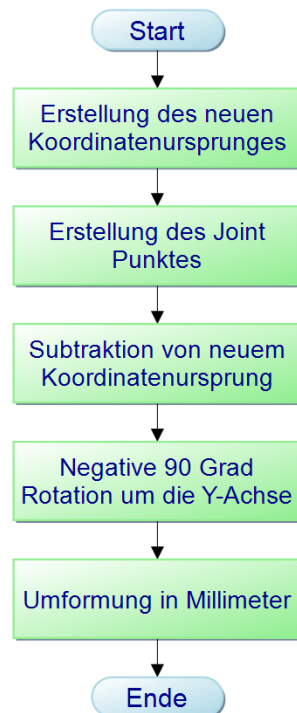 Start
Erstellung des neuen
Koordinatenursprunges
Erstellung des Joint
Punktes
Subtraktion von neuem
Koordinatenursprung
Negative 90 Grad
Rotation um die Y-Achse
Umformung in Millimeter
Ende